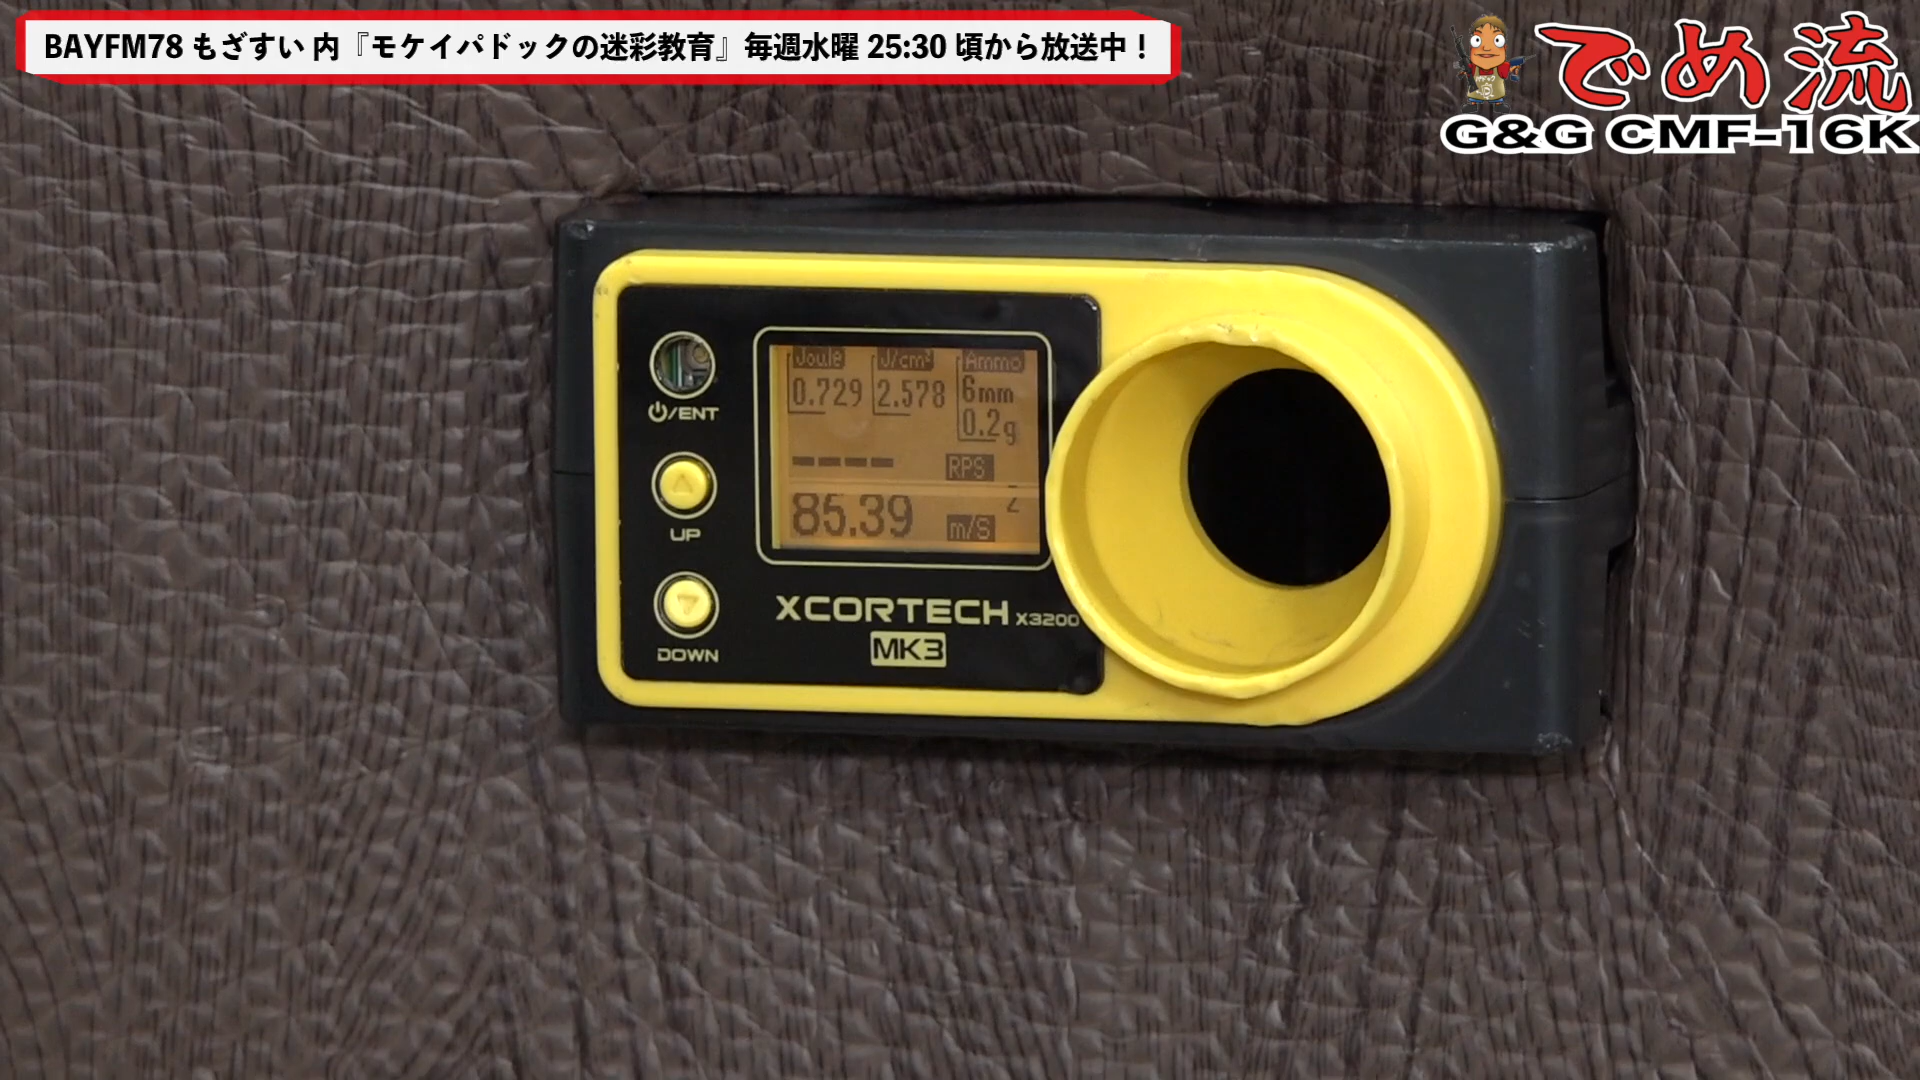 BAYFM78 もざすい 内『モケイパドックの迷彩教育』毎週水曜 25:30 頃から放送中！
でめ流
G&G CMF-16K
Joule J/cm² Ammo
0.729 2.578 6mm
0.2g
---- RPS
85.39 m/S
/ENT
UP
DOWN
XCORTECH X3200
MK3